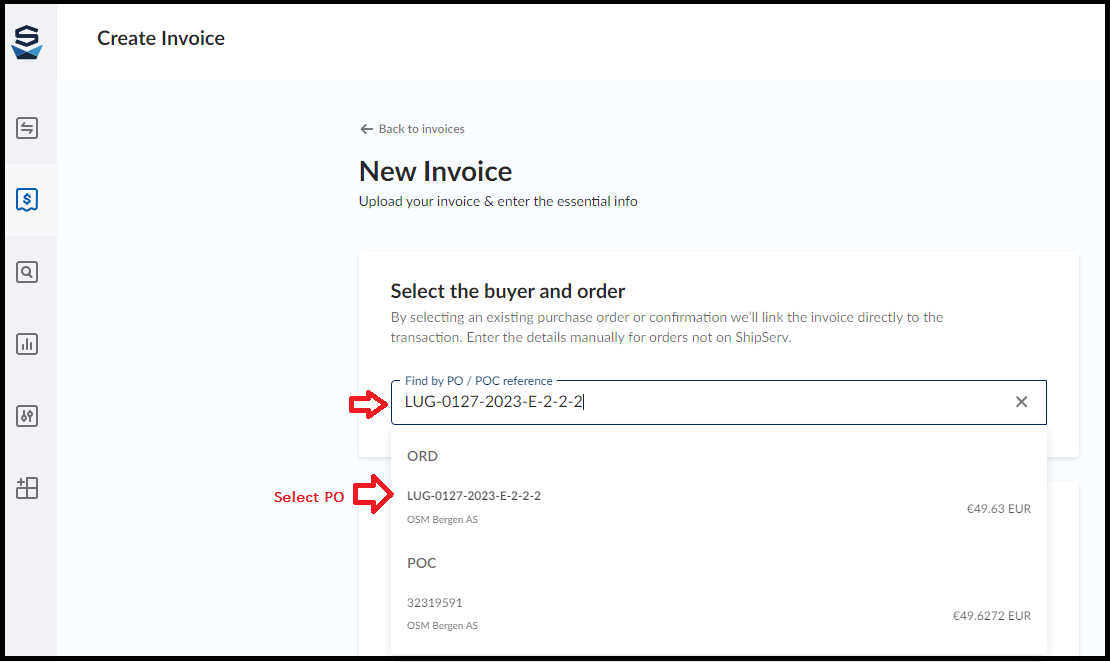 Create Invoice
Back to invoices
New Invoice
Upload your invoice & enter the essential info
Select the buyer and order
By selecting an existing purchase order or confirmation we'll link the invoice directly to the
transaction. Enter the details manually for orders not on ShipServ.
Find by PO / POC reference
LUG-0127-2023-E-2-2-2
ORD
Select PO
LUG-0127-2023-E-2-2-2
OSM Bergen AS
€49.63 EUR
POC
32319591
OSM Bergen AS
€49.6272 EUR